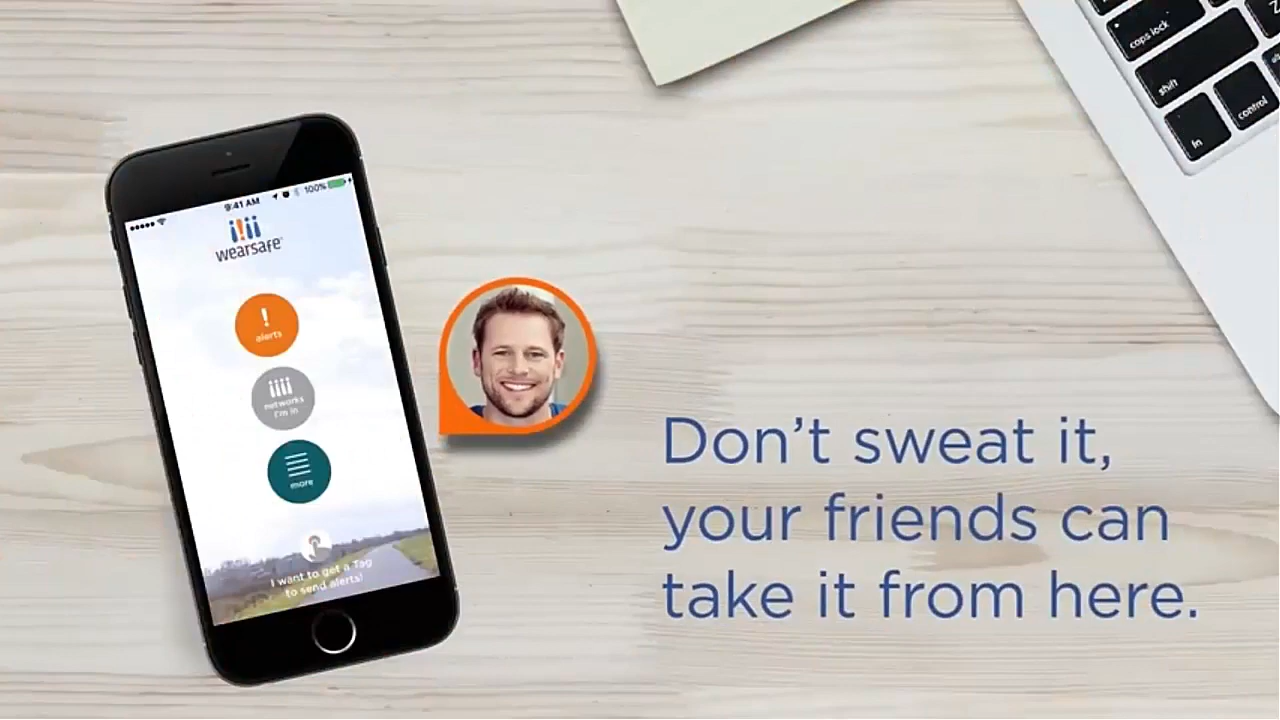 9:41 AM 100%
wearsafe
!
alerts
networks
I'm in
more
I want to get a Tag
to send alerts!
Don't sweat it,
your friends can
take it from here.
caps lock
shift
fn
control
Z